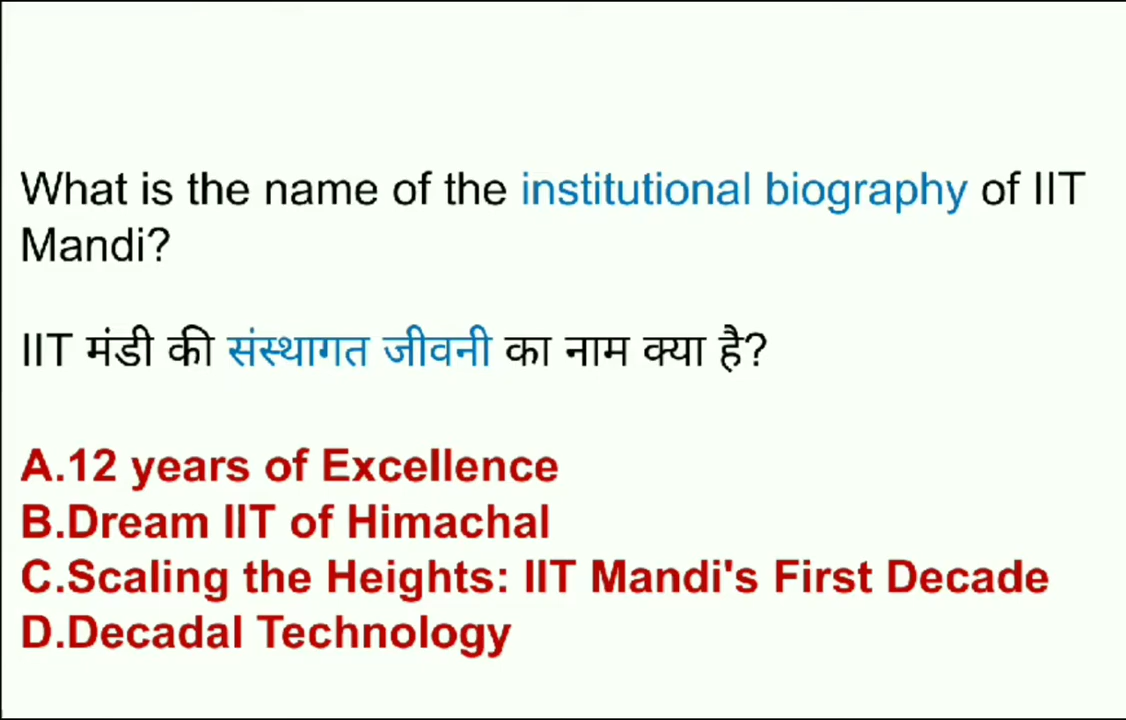 What is the name of the institutional biography of IIT
Mandi?
IIT मंडी की संस्थागत जीवनी का नाम क्या है?
A.12 years of Excellence
B.Dream IIT of Himachal
C.Scaling the Heights: IIT Mandi's First Decade
D.Decadal Technology